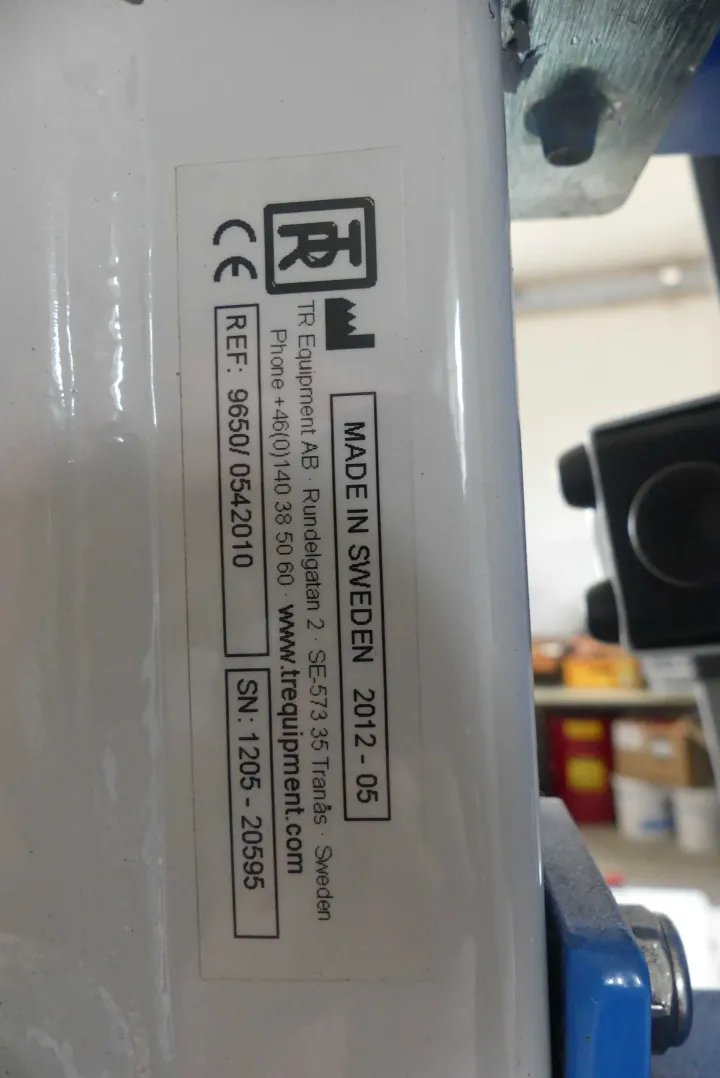 TR
MADE IN SWEDEN 2012 - 05
TR Equipment AB · Rundelgatan 2 · SE-573 35 Tranås · Sweden
Phone +46(0)140 38 50 60 · www.trequipment.com
CE
REF: 9650/ 0542010
SN: 1205 - 20595